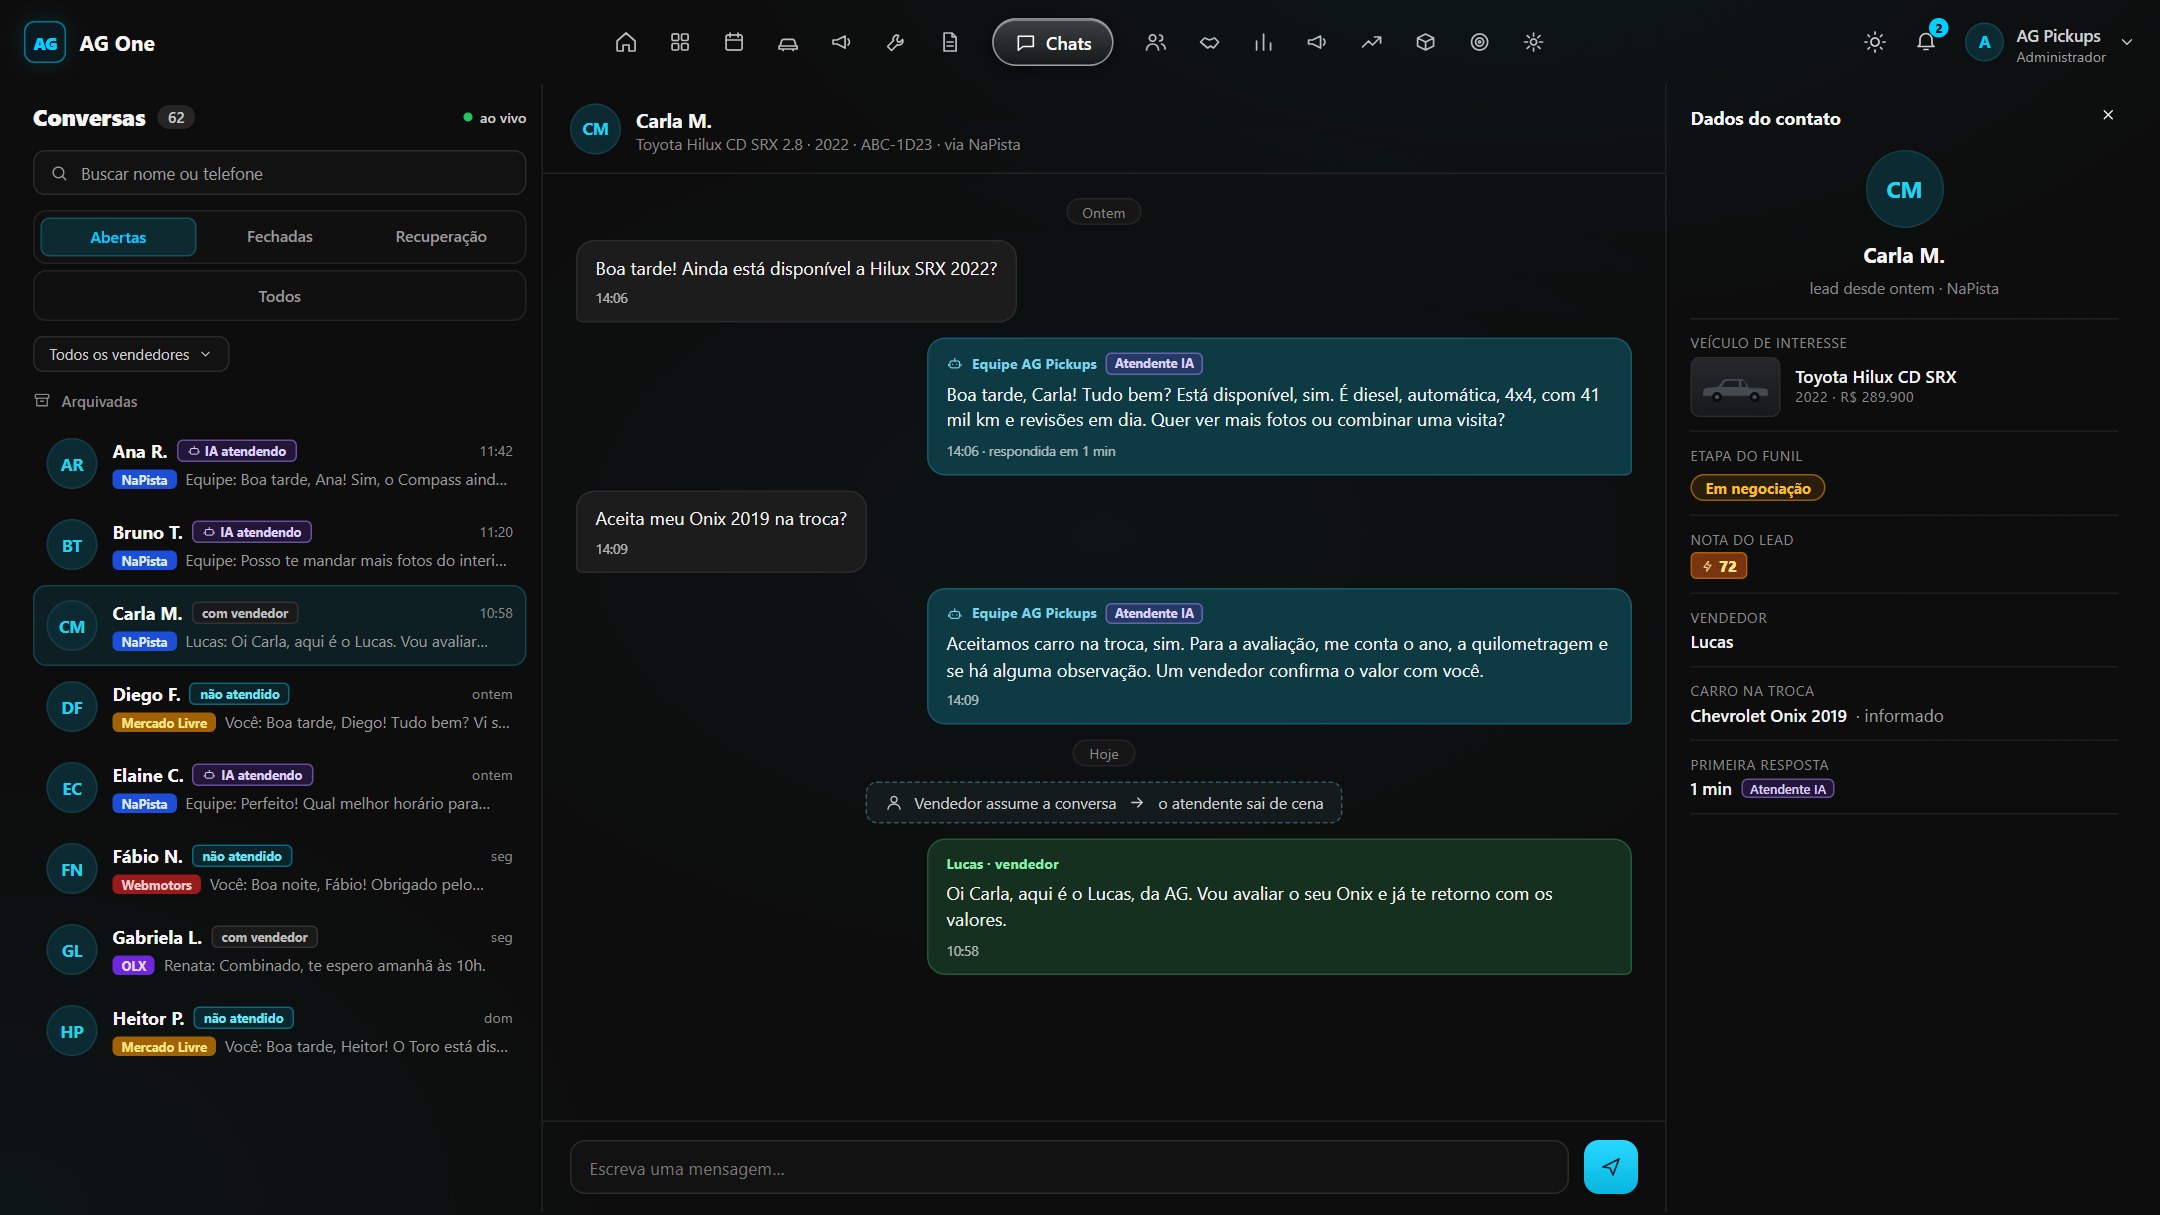 AG
AG One
Chats
2
A
AG Pickups
Administrador
Conversas 62
ao vivo
Buscar nome ou telefone
Abertas
Fechadas
Recuperação
Todos
Todos os vendedores
Arquivadas
AR
Ana R. IA atendendo 11:42
NaPista Equipe: Boa tarde, Ana! Sim, o Compass aind...
BT
Bruno T. IA atendendo 11:20
NaPista Equipe: Posso te mandar mais fotos do interi...
CM
Carla M. com vendedor 10:58
NaPista Lucas: Oi Carla, aqui é o Lucas. Vou avaliar...
DF
Diego F. não atendido ontem
Mercado Livre Você: Boa tarde, Diego! Tudo bem? Vi s...
EC
Elaine C. IA atendendo ontem
NaPista Equipe: Perfeito! Qual melhor horário para...
FN
Fábio N. não atendido seg
Webmotors Você: Boa noite, Fábio! Obrigado pelo...
GL
Gabriela L. com vendedor seg
OLX Renata: Combinado, te espero amanhã às 10h.
HP
Heitor P. não atendido dom
Mercado Livre Você: Boa tarde, Heitor! O Toro está dis...
CM
Carla M.
Toyota Hilux CD SRX 2.8 · 2022 · ABC-1D23 · via NaPista
Ontem
Boa tarde! Ainda está disponível a Hilux SRX 2022?
14:06
Equipe AG Pickups Atendente IA
Boa tarde, Carla! Tudo bem? Está disponível, sim. É diesel, automática, 4x4, com 41
mil km e revisões em dia. Quer ver mais fotos ou combinar uma visita?
14:06 · respondida em 1 min
Aceita meu Onix 2019 na troca?
14:09
Equipe AG Pickups Atendente IA
Aceitamos carro na troca, sim. Para a avaliação, me conta o ano, a quilometragem e
se há alguma observação. Um vendedor confirma o valor com você.
14:09
Hoje
Vendedor assume a conversa → o atendente sai de cena
Lucas · vendedor
Oi Carla, aqui é o Lucas, da AG. Vou avaliar o seu Onix e já te retorno com os
valores.
10:58
Escreva uma mensagem...
Dados do contato
CM
Carla M.
lead desde ontem · NaPista
VEÍCULO DE INTERESSE
Toyota Hilux CD SRX
2022 · R$ 289.900
ETAPA DO FUNIL
Em negociação
NOTA DO LEAD
72
VENDEDOR
Lucas
CARRO NA TROCA
Chevrolet Onix 2019 · informado
PRIMEIRA RESPOSTA
1 min Atendente IA